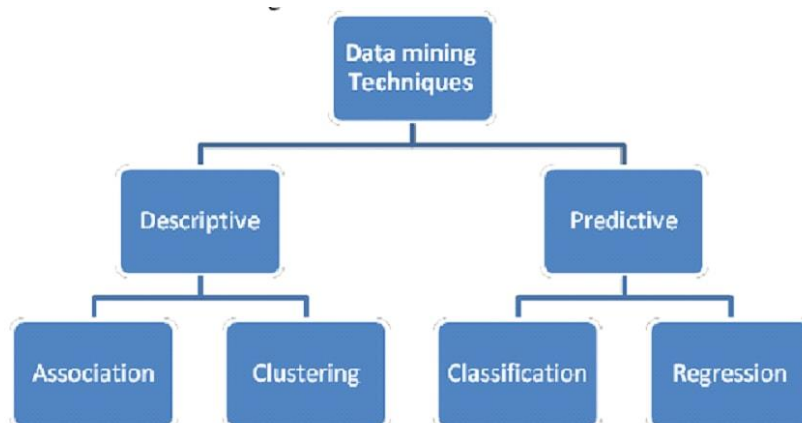 Data mining
Techniques
Descriptive
Predictive
Association
Clustering
Classification
Regression